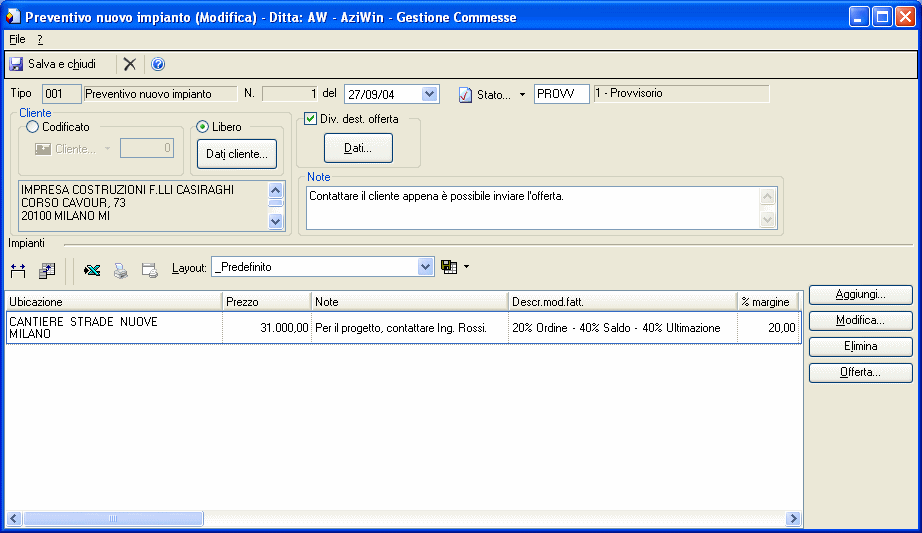 Preventivo nuovo impianto (Modifica) - Ditta: AW - AziWin - Gestione Commesse
File ?
Salva e chiudi
Tipo 001 Preventivo nuovo impianto N. 1 del 27/09/04 Stato... PROVV 1 - Provvisorio
Cliente
Codificato
Libero
Div. dest. offerta
Cliente... 0
Dati cliente...
Dati...
Note
IMPRESA COSTRUZIONI F.LLI CASIRAGHI
CORSO CAVOUR, 73
20100 MILANO MI
Contattare il cliente appena è possibile inviare l'offerta.
Impianti
Layout: _Predefinito
Ubicazione Prezzo Note Descr.mod.fatt. % margine
CANTIERE STRADE NUOVE
MILANO
31.000,00 Per il progetto, contattare Ing. Rossi. 20% Ordine - 40% Saldo - 40% Ultimazione 20,00
Aggiungi...
Modifica...
Elimina
Offerta...